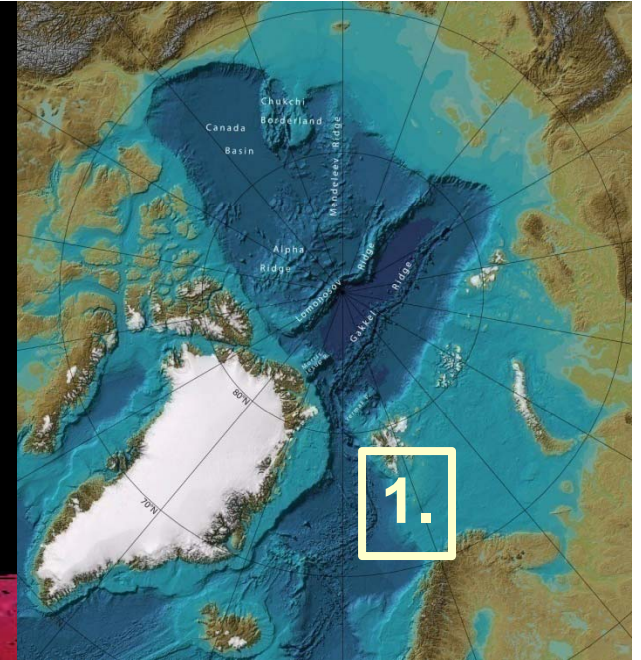 Chukchi
Borderland
Canada
Basin
Mendeleev Ridge
Alpha
Ridge
Lomonosov Ridge
Gakkel Ridge
80°N
70°N
1.